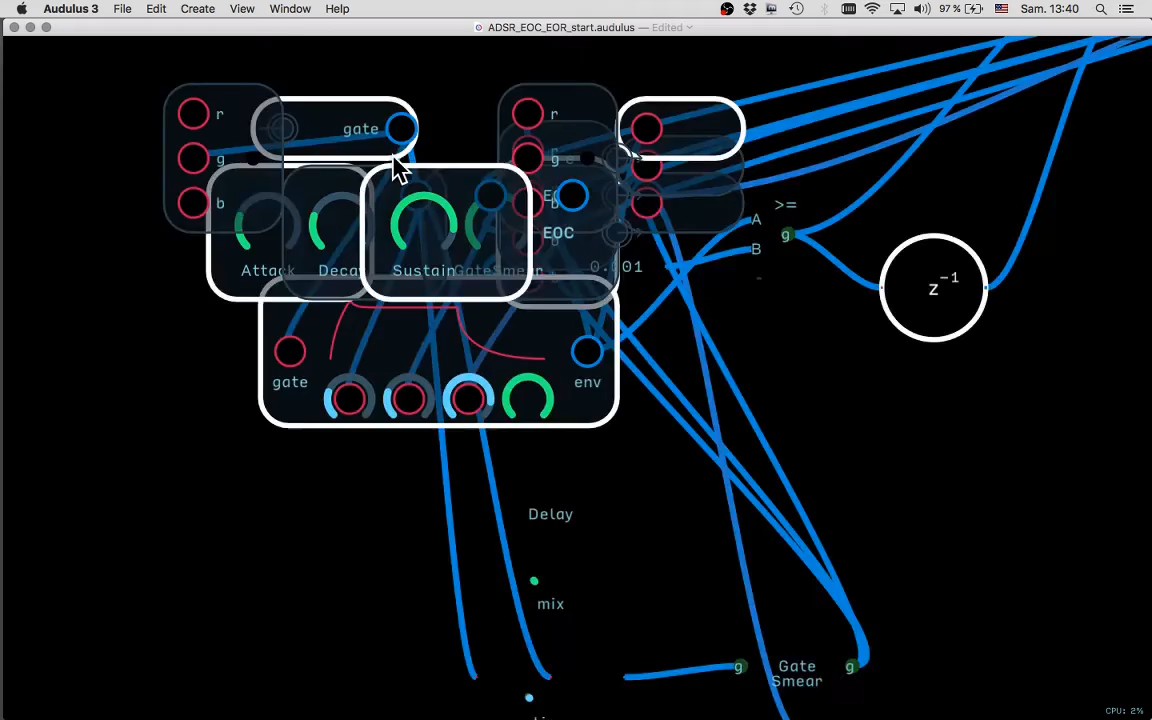 Audulus 3 File Edit Create View Window Help 97 % Sam. 13:40
ADSR_EOC_EOR_start.audulus — Edited
r gate r
g g
b b
A >=
B g
EOC
0.001
Attack Decay Sustain GateSmear
z⁻¹
gate env
Delay
mix
g Gate g
Smear
CPU: 2%